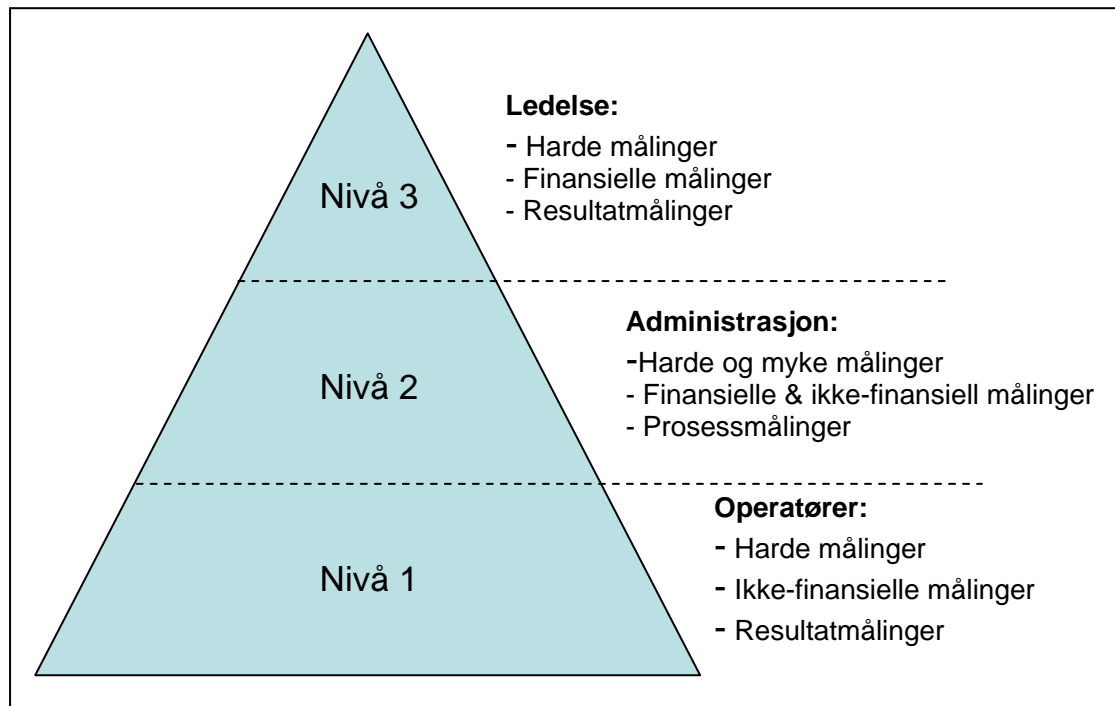 Ledelse:
- Harde målinger
- Finansielle målinger
- Resultatmålinger
Nivå 3
Administrasjon:
-Harde og myke målinger
- Finansielle & ikke-finansiell målinger
- Prosessmålinger
Nivå 2
Operatører:
- Harde målinger
- Ikke-finansielle målinger
- Resultatmålinger
Nivå 1